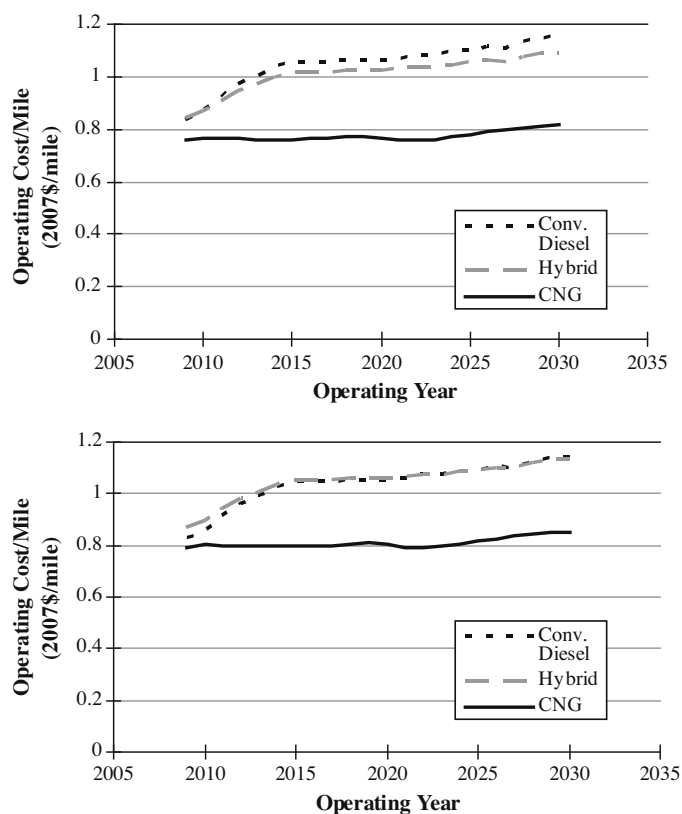 1.2
1
0.8
0.6
0.4
0.2
0
Operating Cost/Mile
(2007$/mile)
Conv.
Diesel
Hybrid
CNG
2005 2010 2015 2020 2025 2030 2035
Operating Year
1.2
1
0.8
0.6
0.4
0.2
0
Operating Cost/Mile
(2007$/mile)
Conv.
Diesel
Hybrid
CNG
2005 2010 2015 2020 2025 2030 2035
Operating Year